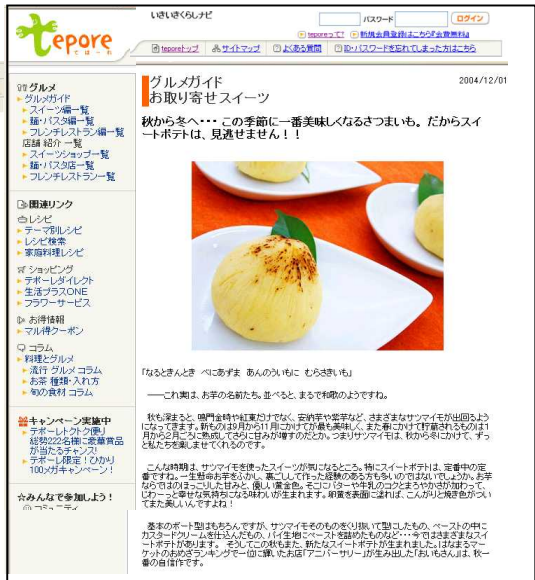 tepore
てぽーれ
いきいきくらしナビ
パスワード
ログイン
teporeって?
新規会員登録はこちら『会費無料』
teporeトップ
サイトマップ
よくある質問
ID・パスワードを忘れてしまった方はこちら
グルメ
グルメガイド
スイーツ編一覧
麺・パスタ編一覧
フレンチレストラン編一覧
店舗 紹介 一覧
スイーツショップ一覧
麺・パスタ店一覧
フレンチレストラン一覧
関連リンク
レシピ
テーマ別レシピ
レシピ検索
家庭料理レシピ
ショッピング
テポーレダイレクト
生活プラスONE
フラワーサービス
お得情報
マル得クーポン
コラム
料理とグルメ
流行 グルメコラム
お茶 種類・入れ方
旬の食材 コラム
キャンペーン実施中
テポーレトクトク便り
総勢222名様に豪華賞品
が当たるチャンス!
テポーレ限定!ひかり
100メガキャンペーン!
☆みんなで参加しよう!
コミュニティ
グルメガイド
お取り寄せスイーツ
2004/12/01
秋から冬へ・・・この季節に一番美味しくなるさつまいも。だからスイ
ートポテトは、見逃せません!!
「なるときんとき べにあずま あんのういもに むらさきいも」
――これ実は、お芋の名前たち。並べると、まるで和歌のようですね。
秋も深まると、鳴門金時や紅東だけでなく、安納芋や紫芋など、さまざまなサツマイモが出回るよう
になってきます。新ものは9月から11月にかけてが最も美味しく、また春にかけて貯蔵されるものは1
月から2月ごろに熟成してさらに甘みが増すのだとか。つまりサツマイモは、秋から冬にかけて、ずっ
と私たちを楽しませてくれるのです。
こんな時期は、サツマイモを使ったスイーツが気になるところ。特にスイートポテトは、定番中の定
番ですね。一生懸命お芋をふかし、裏ごしして作った経験のある方も多いのではないでしょうか。お芋
ならではのほっこりした甘みと、優しい黄金色。そこにバターや牛乳のコクとまろやかさが加わって、
じわーっと幸せな気持ちになる味わいが生まれます。卵黄を表面に塗れば、こんがりと焼き色がつい
てまた美しいんですよね!
基本のボート型はもちろんですが、サツマイモそのものをくり抜いて型にしたもの、ペーストの中に
カスタードクリームを仕込んだもの、パイ生地にペーストを詰めたものなど・・・今ではさまざまなスイ
ートポテトがあります。そうしてこの秋もまた、新たなスイートポテトが生まれました。はなまるマー
ケットのおめざランキングで一位に輝いたお店「アニバーサリー」が生み出した「おいもさん」は、秋一
番の自信作です。